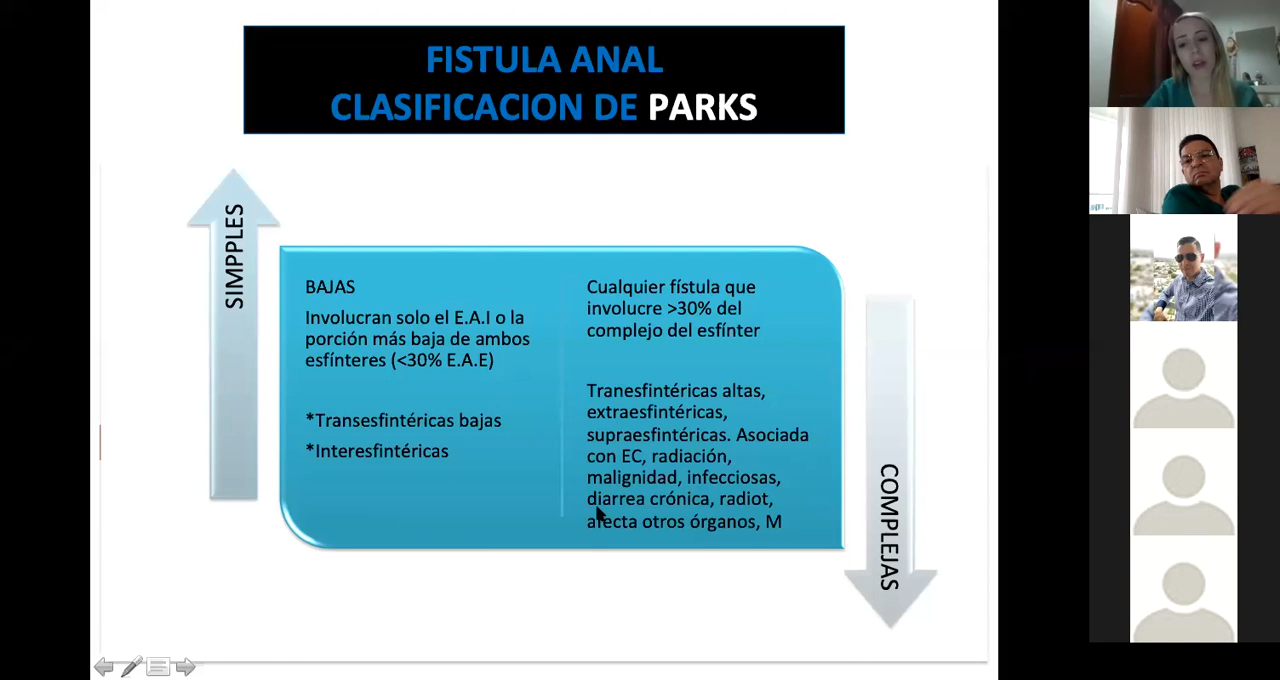 FISTULA ANAL
CLASIFICACION DE PARKS
SIMPPLES
BAJAS
Involucran solo el E.A.I o la
porción más baja de ambos
esfínteres (<30% E.A.E)
*Transesfintéricas bajas
*Interesfintéricas
Cualquier fístula que
involucre >30% del
complejo del esfínter
Tranesfintéricas altas,
extraesfintéricas,
supraesfintéricas. Asociada
con EC, radiación,
malignidad, infecciosas,
diarrea crónica, radiot,
afecta otros órganos, M
COMPLEJAS